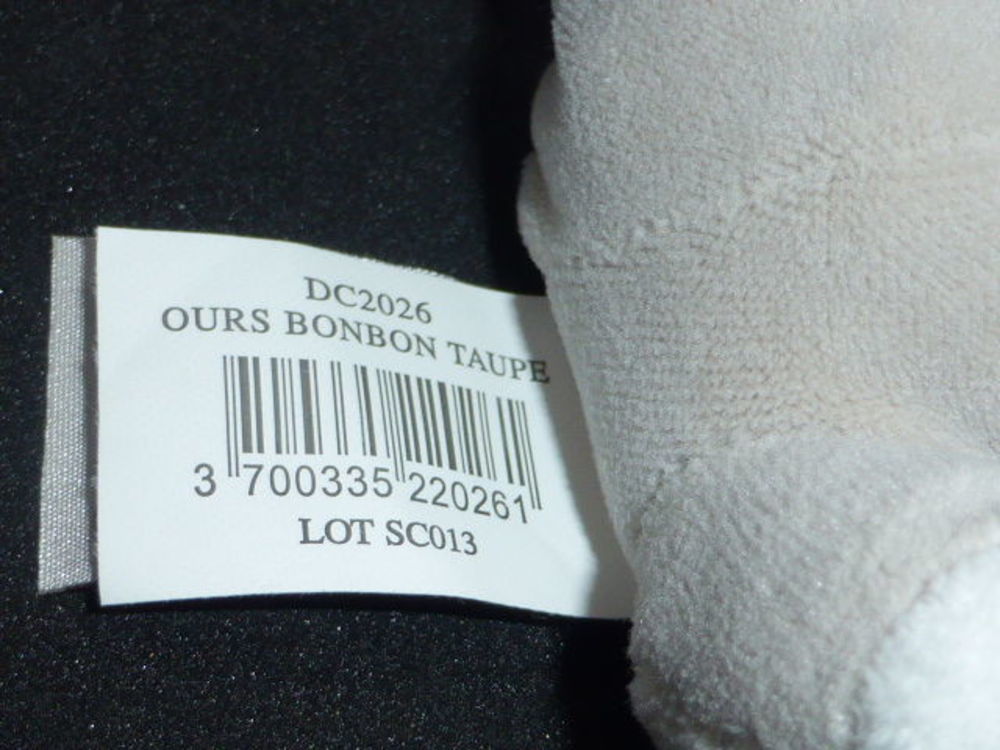 DC2026
OURS BONBON TAUPE
3 700335 220261
LOT SC013